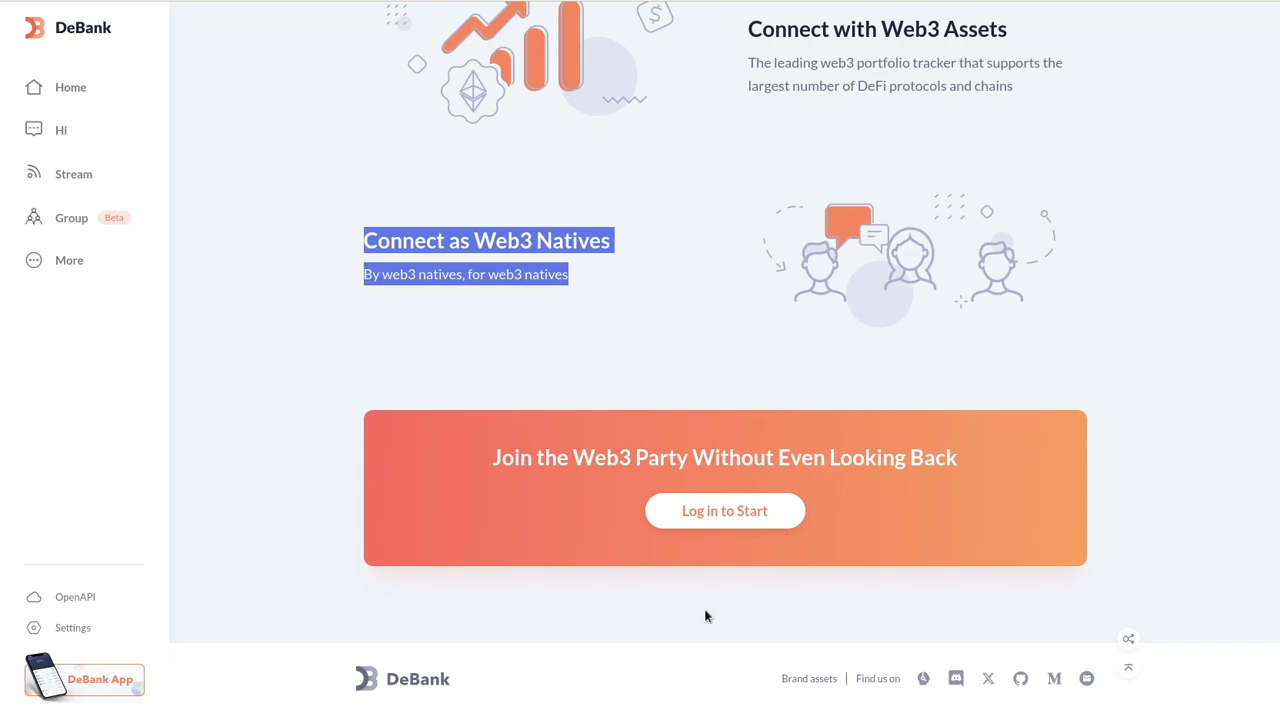 DeBank
Home
Hi
Stream
Group Beta
More
OpenAPI
Settings
DeBank App
Connect with Web3 Assets
The leading web3 portfolio tracker that supports the
largest number of DeFi protocols and chains
Connect as Web3 Natives
By web3 natives, for web3 natives
Join the Web3 Party Without Even Looking Back
Log in to Start
DeBank
Brand assets | Find us on